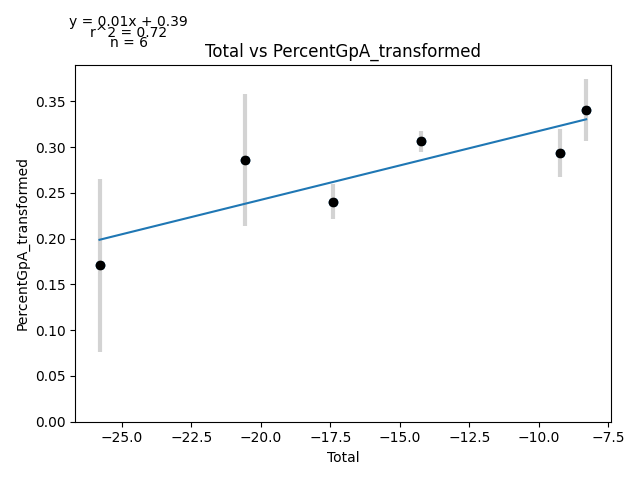 y = 0.01x + 0.39
r^2 = 0.72
n = 6
Total vs PercentGpA_transformed
PercentGpA_transformed
0.35
0.30
0.25
0.20
0.15
0.10
0.05
0.00
−25.0 −22.5 −20.0 −17.5 −15.0 −12.5 −10.0 −7.5
Total